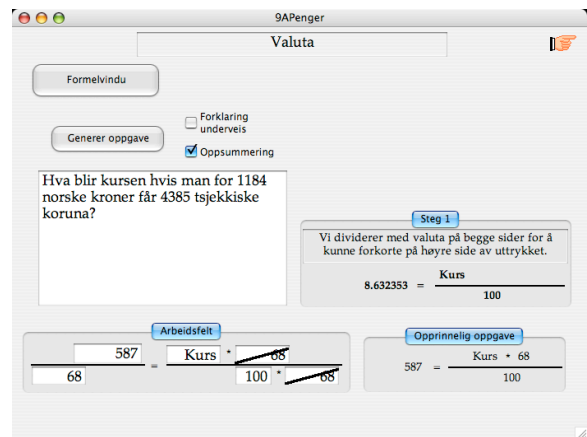 9APenger
Valuta
Formelvindu
Generer oppgave
Forklaring
underveis
Oppsummering
Hva blir kursen hvis man for 1184
norske kroner får 4385 tsjekkiske
koruna?
Steg 1
Vi dividerer med valuta på begge sider for å
kunne forkorte på høyre side av uttrykket.
8.632353 = Kurs
100
Arbeidsfelt
587 = Kurs * 68
68 100 * 68
Opprinnelig oppgave
587 = Kurs * 68
100